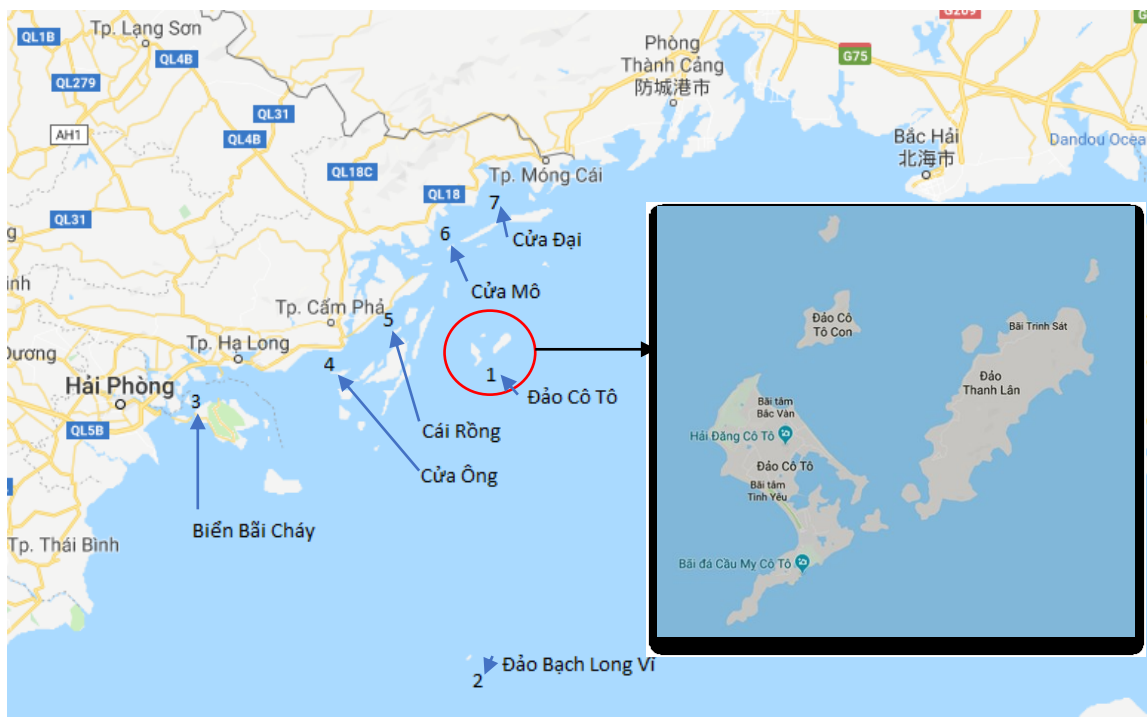 QL1B
Tp. Lạng Sơn
QL4B
QL279
QL31
AH1
QL4B
QL18C
QL18
QL31
Phòng
Thành Cảng
防城港市
G75
Bắc Hải
北海市
Dandou Ocea
Tp. Móng Cái
7
Cửa Đại
6
Cửa Mô
Tp. Cẩm Phả
5
Tp. Hạ Long
4
1
Đảo Cô Tô
Dương
Hải Phòng
3
QL5B
Cái Rồng
Cửa Ông
Biển Bãi Cháy
Tp. Thái Bình
Đảo Bạch Long Vĩ
2
Đảo Cô
Tô Con
Bãi Trinh Sát
Đảo
Thanh Lân
Bãi tắm
Bắc Vàn
Hải Đăng Cô Tô
Đảo Cô Tô
Bãi tắm
Tình Yêu
Bãi đá Cầu Mỵ Cô Tô